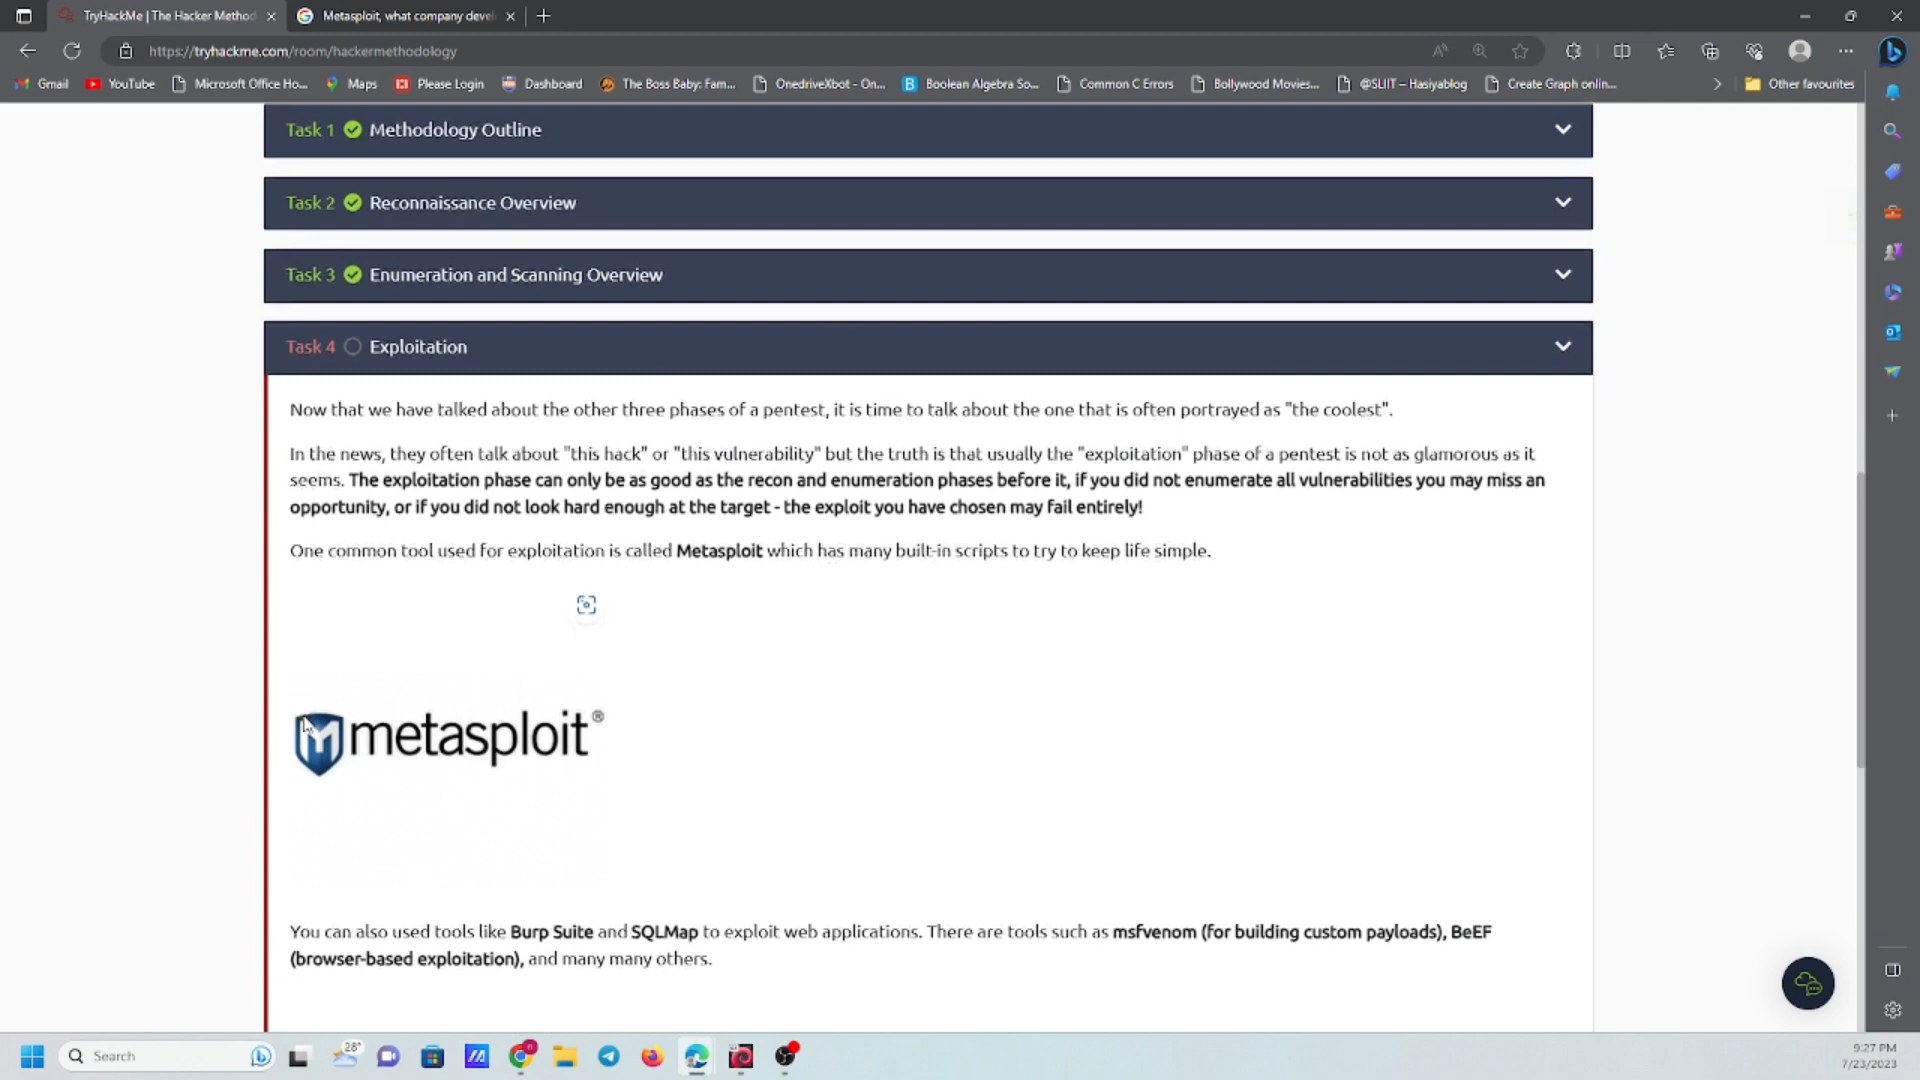 TryHackMe | The Hacker Method
Metasploit, what company deve
https://tryhackme.com/room/hackermethodology
Gmail
YouTube
Microsoft Office Ho...
Maps
Please Login
Dashboard
The Boss Baby: Fam...
OnedriveXbot - On...
Boolean Algebra So...
Common C Errors
Bollywood Movies...
@SLIIT – Hasiyablog
Create Graph onlin...
Other favourites
Task 1 Methodology Outline
Task 2 Reconnaissance Overview
Task 3 Enumeration and Scanning Overview
Task 4 Exploitation
Now that we have talked about the other three phases of a pentest, it is time to talk about the one that is often portrayed as "the coolest".
In the news, they often talk about "this hack" or "this vulnerability" but the truth is that usually the "exploitation" phase of a pentest is not as glamorous as it
seems. The exploitation phase can only be as good as the recon and enumeration phases before it, if you did not enumerate all vulnerabilities you may miss an
opportunity, or if you did not look hard enough at the target - the exploit you have chosen may fail entirely!
One common tool used for exploitation is called Metasploit which has many built-in scripts to try to keep life simple.
metasploit®
You can also used tools like Burp Suite and SQLMap to exploit web applications. There are tools such as msfvenom (for building custom payloads), BeEF
(browser-based exploitation), and many many others.
Search
28°
9:27 PM
7/23/2023